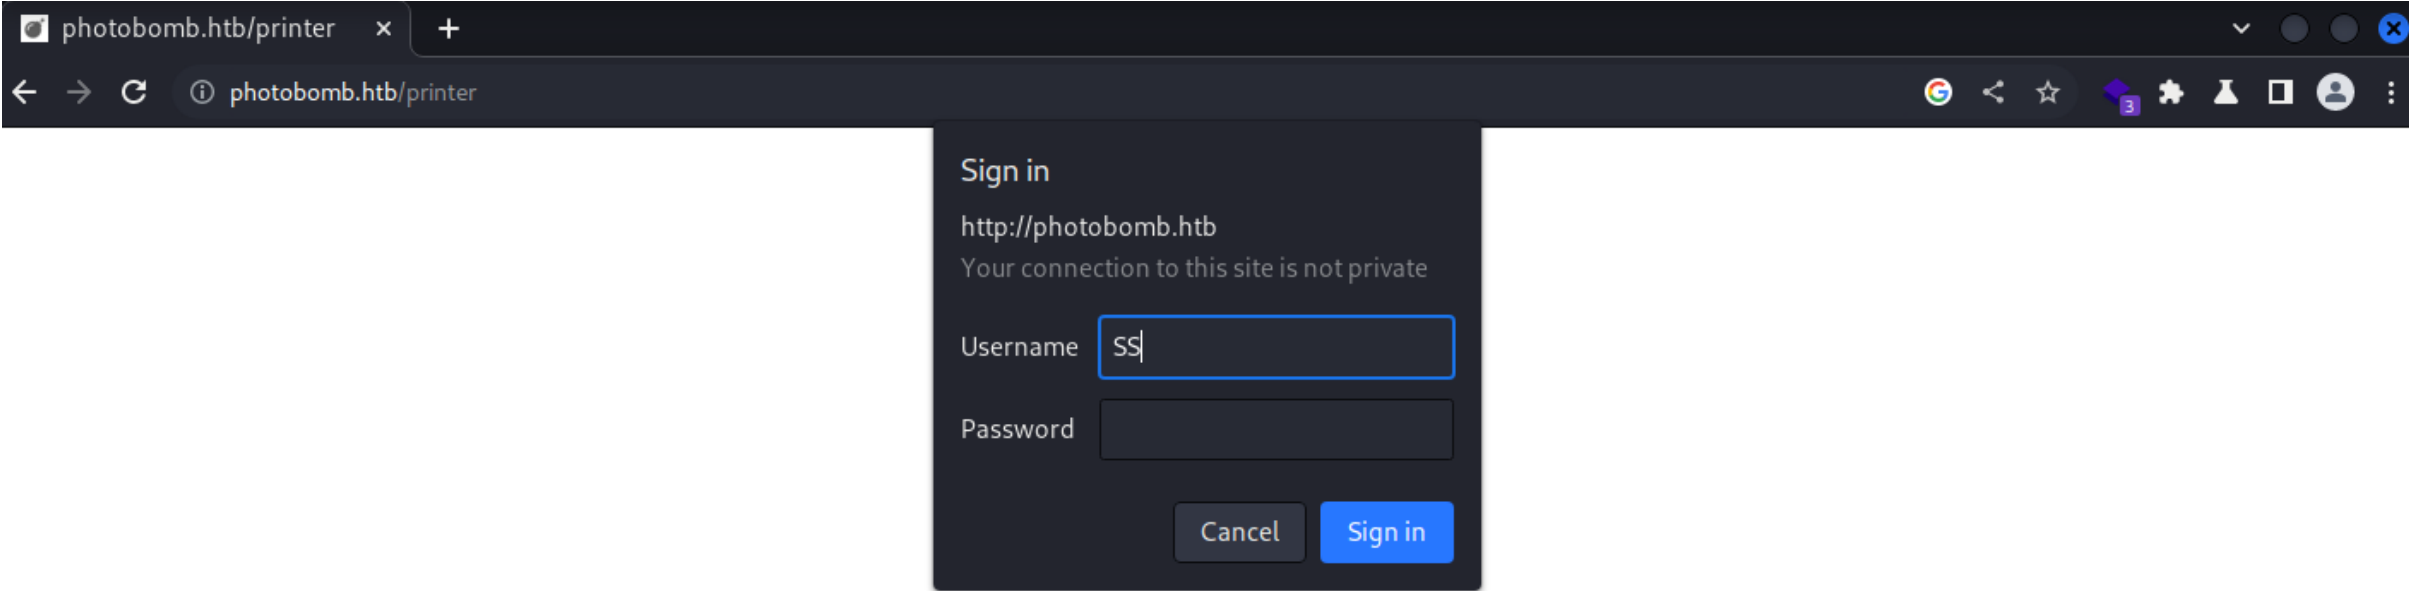 photobomb.htb/printer
photobomb.htb/printer
3
Sign in
http://photobomb.htb
Your connection to this site is not private
Username SS
Password
Cancel Sign in